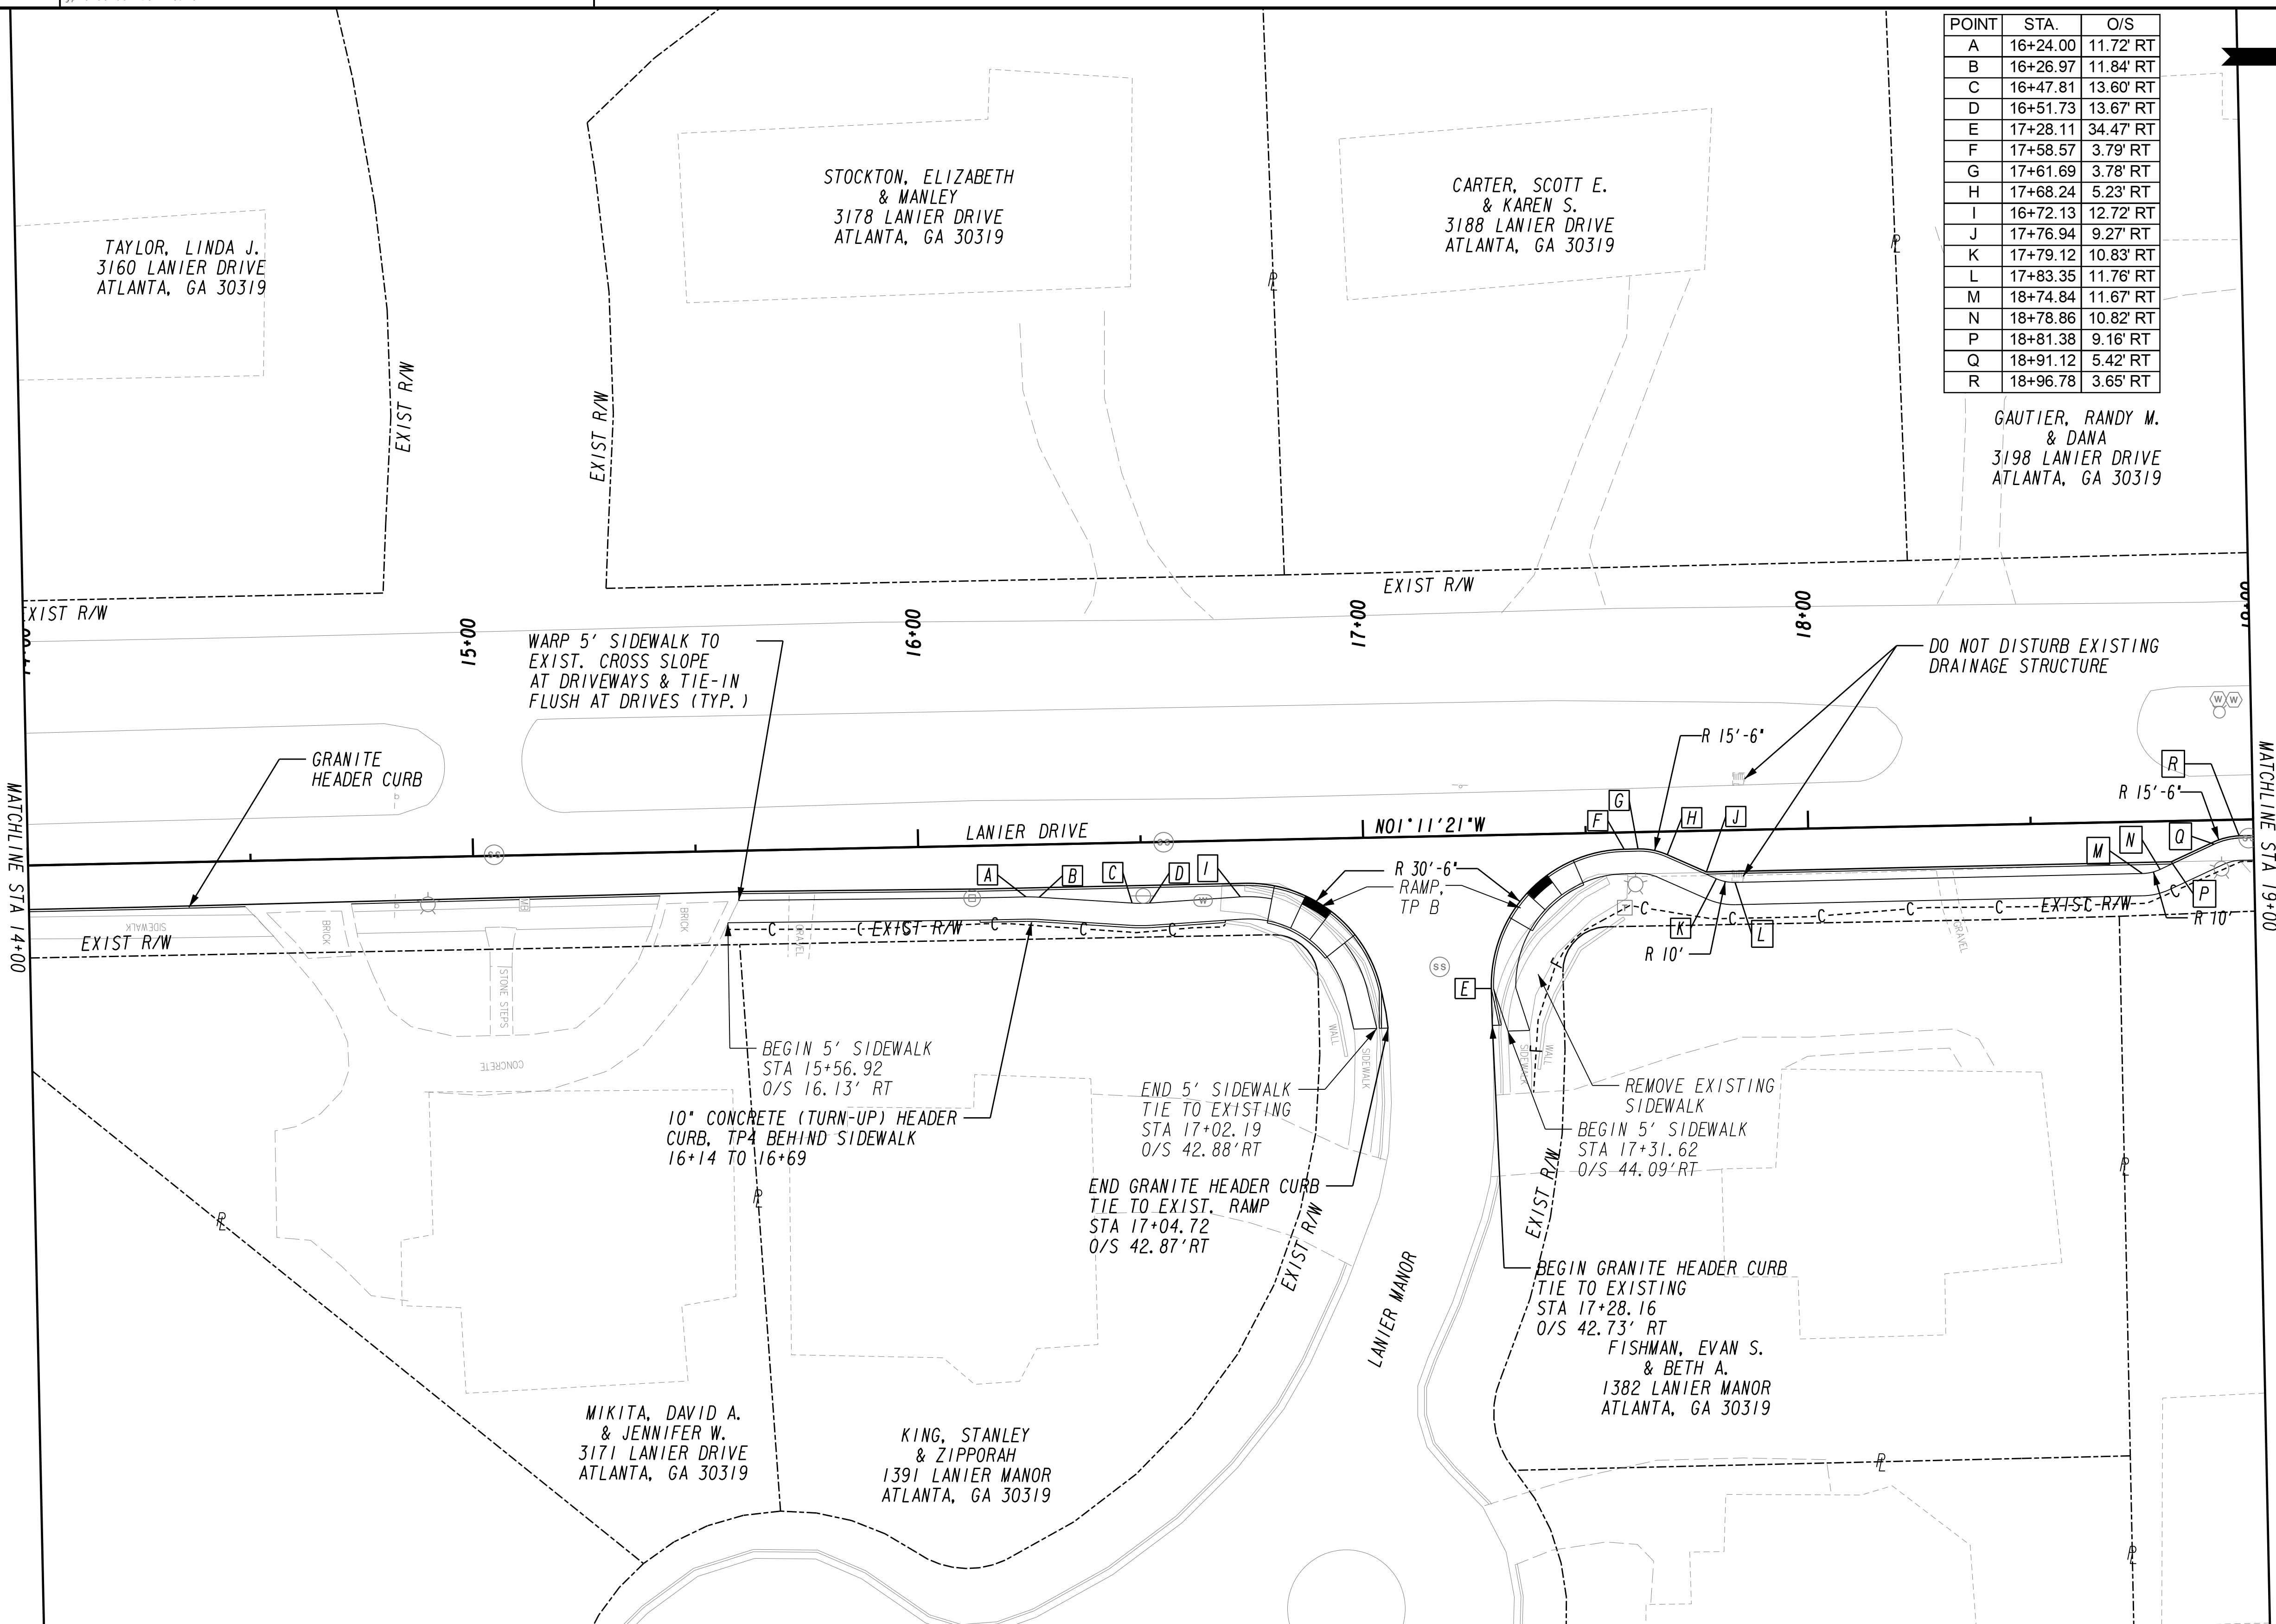 POINT STA. O/S
A 16+24.00 11.72' RT
B 16+26.97 11.84' RT
C 16+47.81 13.60' RT
D 16+51.73 13.67' RT
E 17+28.11 34.47' RT
F 17+58.57 3.79' RT
G 17+61.69 3.78' RT
H 17+68.24 5.23' RT
I 16+72.13 12.72' RT
J 17+76.94 9.27' RT
K 17+79.12 10.83' RT
L 17+83.35 11.76' RT
M 18+74.84 11.67' RT
N 18+78.86 10.82' RT
P 18+81.38 9.16' RT
Q 18+91.12 5.42' RT
R 18+96.78 3.65' RT
TAYLOR, LINDA J.
3160 LANIER DRIVE
ATLANTA, GA 30319
STOCKTON, ELIZABETH
& MANLEY
3178 LANIER DRIVE
ATLANTA, GA 30319
CARTER, SCOTT E.
& KAREN S.
3188 LANIER DRIVE
ATLANTA, GA 30319
GAUTIER, RANDY M.
& DANA
3198 LANIER DRIVE
ATLANTA, GA 30319
EXIST R/W
EXIST R/W
EXIST R/W
EXIST R/W
15+00
16+00
17+00
18+00
19+00
WARP 5' SIDEWALK TO
EXIST. CROSS SLOPE
AT DRIVEWAYS & TIE-IN
FLUSH AT DRIVES (TYP.)
DO NOT DISTURB EXISTING
DRAINAGE STRUCTURE
GRANITE
HEADER CURB
MATCHLINE STA 14+00
MATCHLINE STA 19+00
LANIER DRIVE
N01°11'21"W
R 15'-6"
R 15'-6"
R 30'-6"
RAMP,
TP B
A
B
C
D
I
F
G
H
J
M
N
Q
R
P
K
L
E
R 10'
R 10'
SS
SS
SS
W
W
W
SIDEWALK
EXIST R/W
EXIST R/W
EXIST R/W
BRICK
BRICK
GRAVEL
GRAVEL
STONE STEPS
CONCRETE
WALL
SIDEWALK
SIDEWALK
WALL
C
C
C
C
C
C
C
C
C
C
C
C
F
F
BEGIN 5' SIDEWALK
STA 15+56.92
O/S 16.13' RT
10" CONCRETE (TURN-UP) HEADER
CURB, TP4 BEHIND SIDEWALK
16+14 TO 16+69
END 5' SIDEWALK
TIE TO EXISTING
STA 17+02.19
O/S 42.88'RT
END GRANITE HEADER CURB
TIE TO EXIST. RAMP
STA 17+04.72
O/S 42.87'RT
REMOVE EXISTING
SIDEWALK
BEGIN 5' SIDEWALK
STA 17+31.62
O/S 44.09'RT
EXIST R/W
EXIST R/W
LANIER MANOR
BEGIN GRANITE HEADER CURB
TIE TO EXISTING
STA 17+28.16
O/S 42.73' RT
FISHMAN, EVAN S.
& BETH A.
1382 LANIER MANOR
ATLANTA, GA 30319
MIKITA, DAVID A.
& JENNIFER W.
3171 LANIER DRIVE
ATLANTA, GA 30319
KING, STANLEY
& ZIPPORAH
1391 LANIER MANOR
ATLANTA, GA 30319